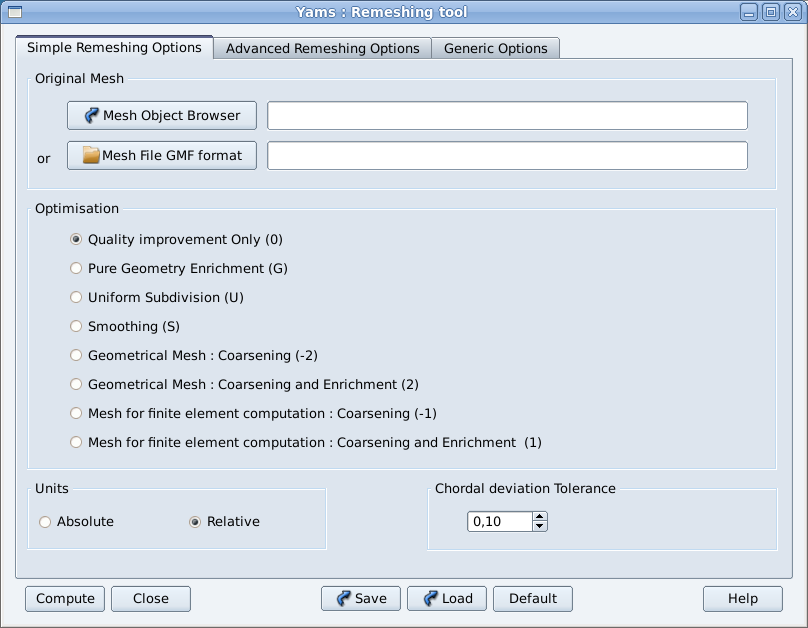 Yams : Remeshing tool
Simple Remeshing Options Advanced Remeshing Options Generic Options
Original Mesh
Mesh Object Browser
or Mesh File GMF format
Optimisation
Quality improvement Only (0)
Pure Geometry Enrichment (G)
Uniform Subdivision (U)
Smoothing (S)
Geometrical Mesh : Coarsening (-2)
Geometrical Mesh : Coarsening and Enrichment (2)
Mesh for finite element computation : Coarsening (-1)
Mesh for finite element computation : Coarsening and Enrichment  (1)
Units Chordal deviation Tolerance
Absolute Relative 0,10
Compute Close Save Load Default Help